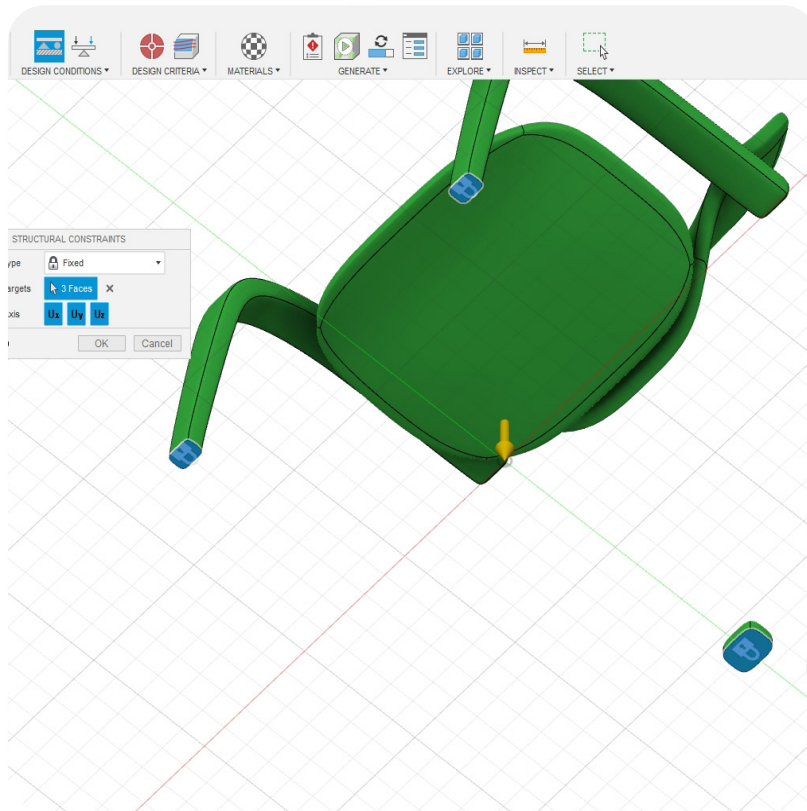 DESIGN CONDITIONS ▾ DESIGN CRITERIA ▾ MATERIALS ▾ GENERATE ▾ EXPLORE ▾ INSPECT ▾ SELECT ▾
STRUCTURAL CONSTRAINTS
ype Fixed
argets 3 Faces
xis Ux Uy Uz
OK Cancel